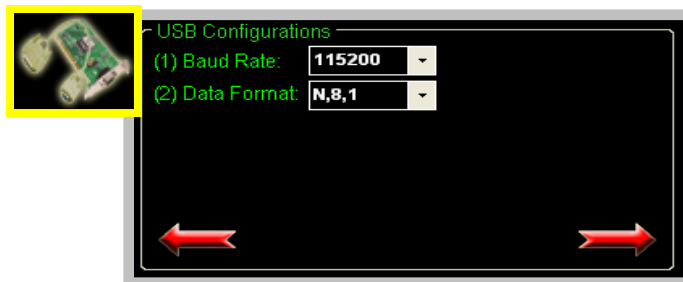 USB Configurations
(1) Baud Rate: 115200
(2) Data Format: N,8,1